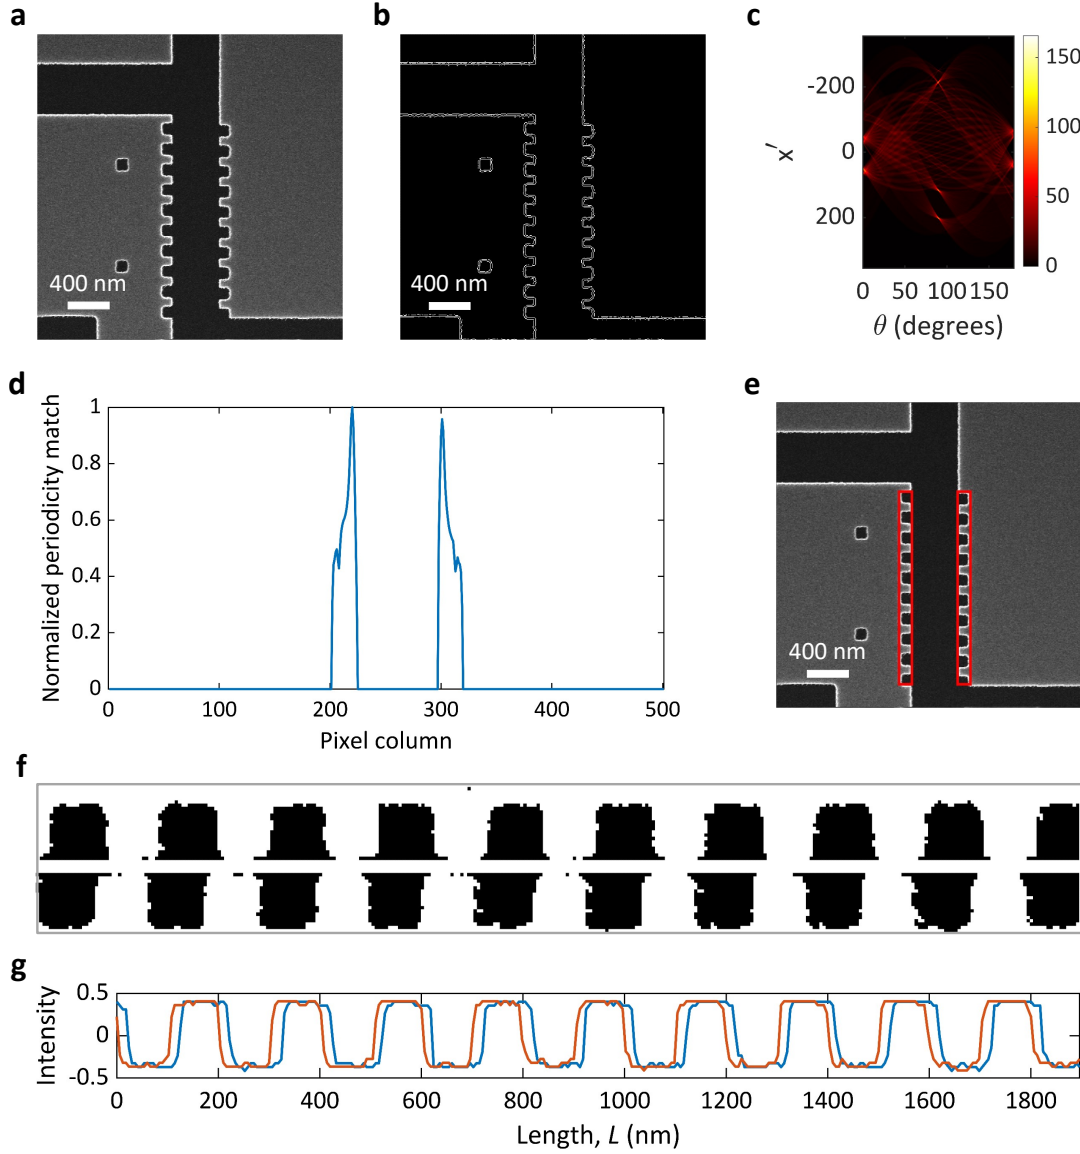 a
b
c
400 nm
400 nm
x′
-200
0
200
150
100
50
0
0 50 100 150
θ (degrees)
d
Normalized periodicity match
1
0.8
0.6
0.4
0.2
0
0 100 200 300 400 500
Pixel column
e
400 nm
f
g
Intensity
0.5
0
-0.5
0 200 400 600 800 1000 1200 1400 1600 1800
Length, L (nm)